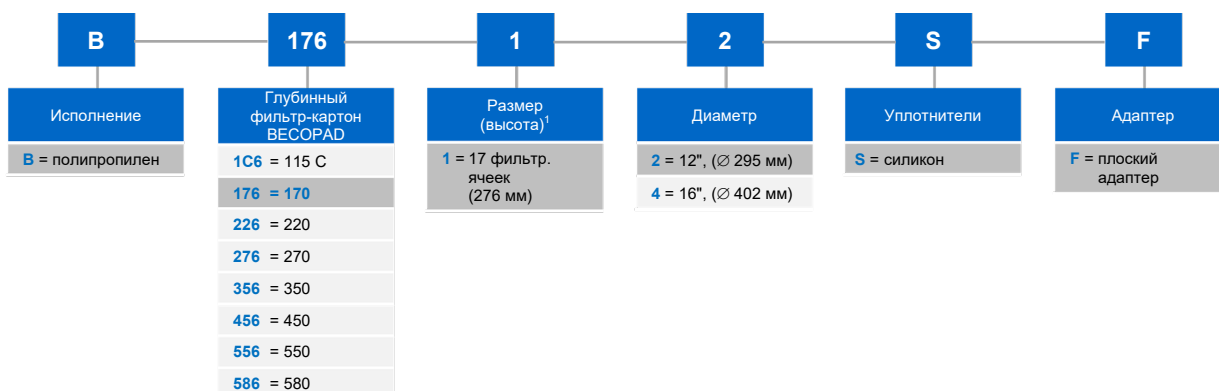 B 176 1 2 S F
Исполнение
B = полипропилен
Глубинный
фильтр-картон
BECOPAD
1C6 = 115 C
176 = 170
226 = 220
276 = 270
356 = 350
456 = 450
556 = 550
586 = 580
Размер
(высота)¹
1 = 17 фильтр.
ячеек
(276 мм)
Диаметр
2 = 12", (∅ 295 мм)
4 = 16", (∅ 402 мм)
Уплотнители
S = силикон
Адаптер
F = плоский
адаптер